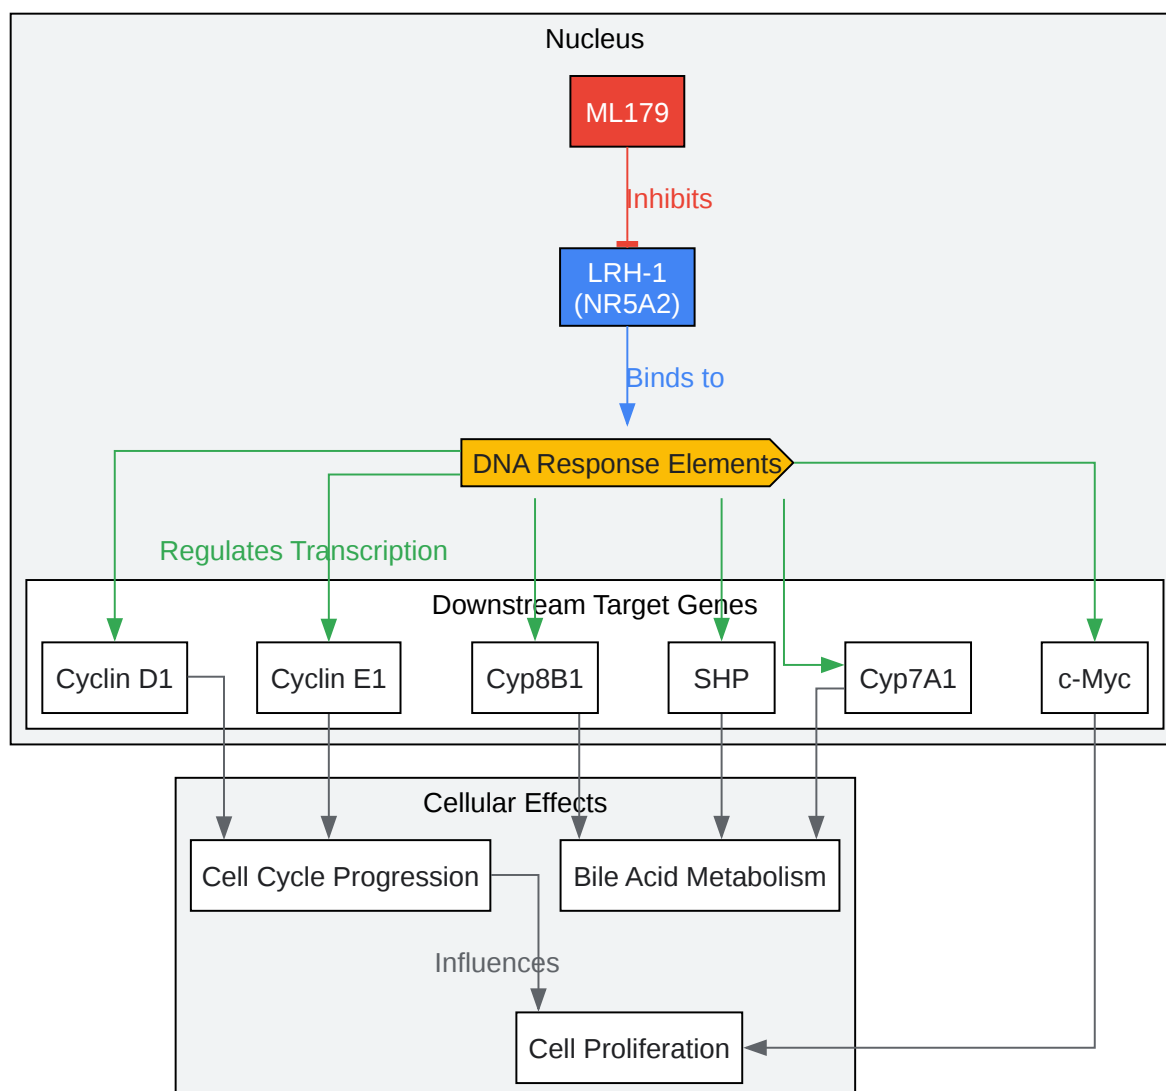 Nucleus
ML179
Inhibits
LRH-1
(NR5A2)
Binds to
DNA Response Elements
Regulates Transcription
Downstream Target Genes
Cyclin D1
Cyclin E1
Cyp8B1
SHP
Cyp7A1
c-Myc
Cellular Effects
Cell Cycle Progression
Bile Acid Metabolism
Influences
Cell Proliferation